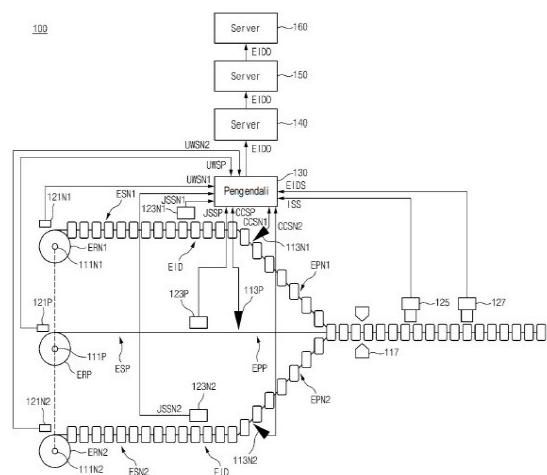 100
Server
160
EIDD
Server
150
EIDD
Server
140
EIDD
UWSN2
UWSP
UWSN1
130
Pengendali
EIDS
ISS
121N1
ESN1
JSSN1
123N1
JSSP
CCSP
CCSN1
CCSN2
ERN1
111N1
EID
113N1
EPN1
123P
113P
125
127
121P
111P
ERP
ESP
EPP
117
EPN2
121N2
JSSN2
123N2
ERN2
111N2
ESN2
EID
113N2